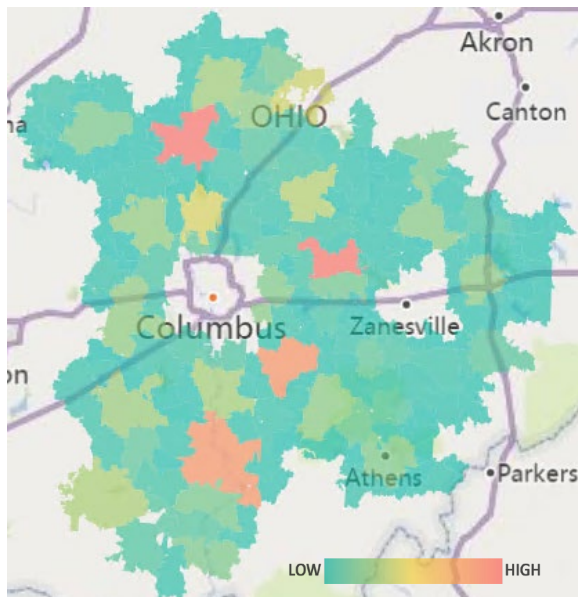 Akron
Canton
OHIO
na
Columbus
Zanesville
on
Athens
Parkers
LOW
HIGH